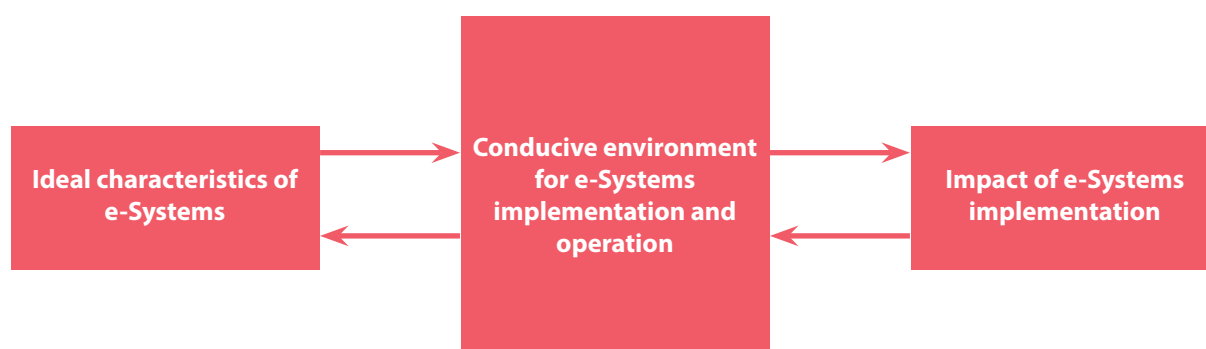 Ideal characteristics of
e-Systems
Conducive environment
for e-Systems
implementation and
operation
Impact of e-Systems
implementation